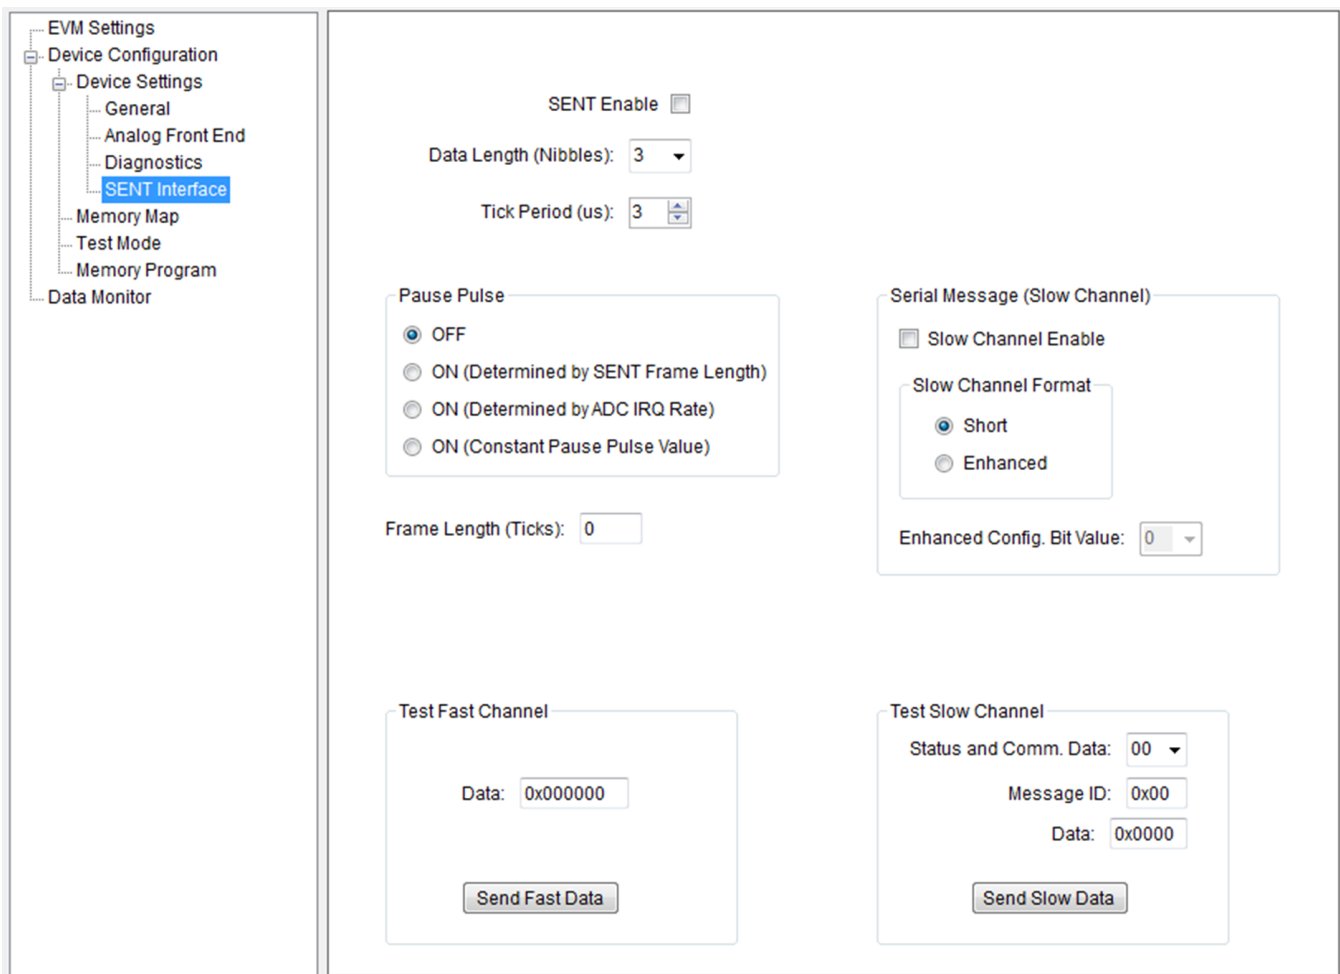 EVM Settings
Device Configuration
Device Settings
General
Analog Front End
Diagnostics
SENT Interface
Memory Map
Test Mode
Memory Program
Data Monitor
SENT Enable
Data Length (Nibbles): 3
Tick Period (us): 3
Pause Pulse
OFF
ON (Determined by SENT Frame Length)
ON (Determined by ADC IRQ Rate)
ON (Constant Pause Pulse Value)
Frame Length (Ticks): 0
Serial Message (Slow Channel)
Slow Channel Enable
Slow Channel Format
Short
Enhanced
Enhanced Config. Bit Value: 0
Test Fast Channel
Data: 0x000000
Send Fast Data
Test Slow Channel
Status and Comm. Data: 00
Message ID: 0x00
Data: 0x0000
Send Slow Data